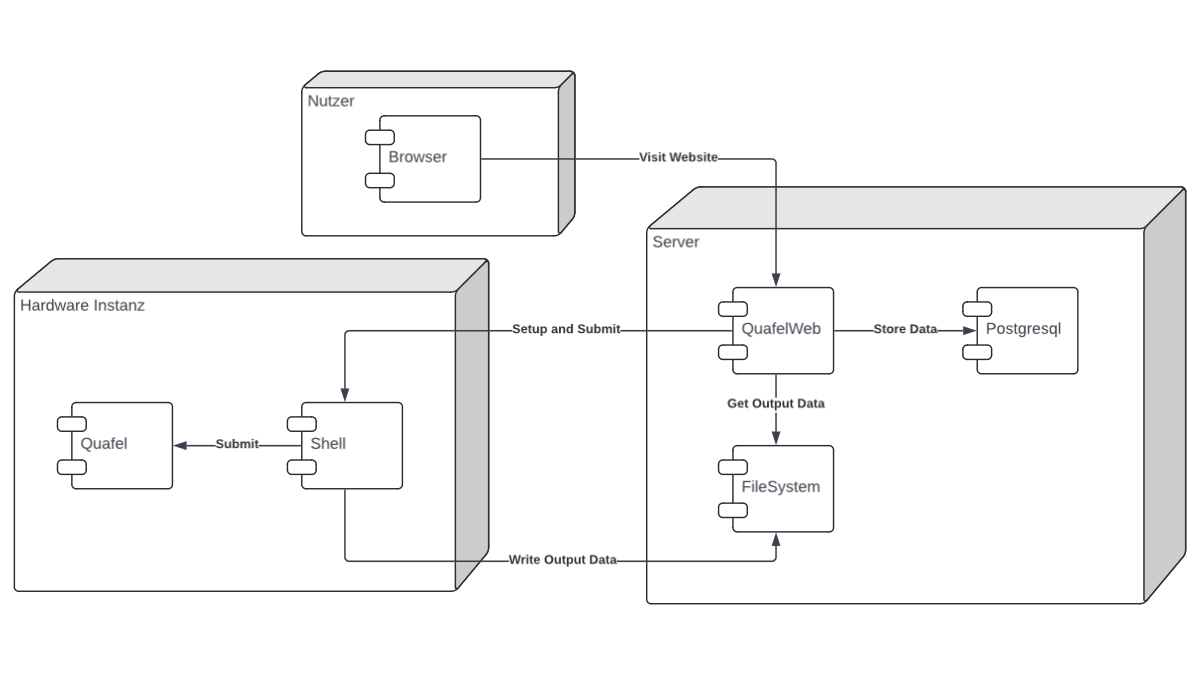 Nutzer
Browser
Visit Website
Server
Hardware Instanz
Setup and Submit
QuafelWeb
Store Data
Postgresql
Get Output Data
Quafel
Submit
Shell
FileSystem
Write Output Data